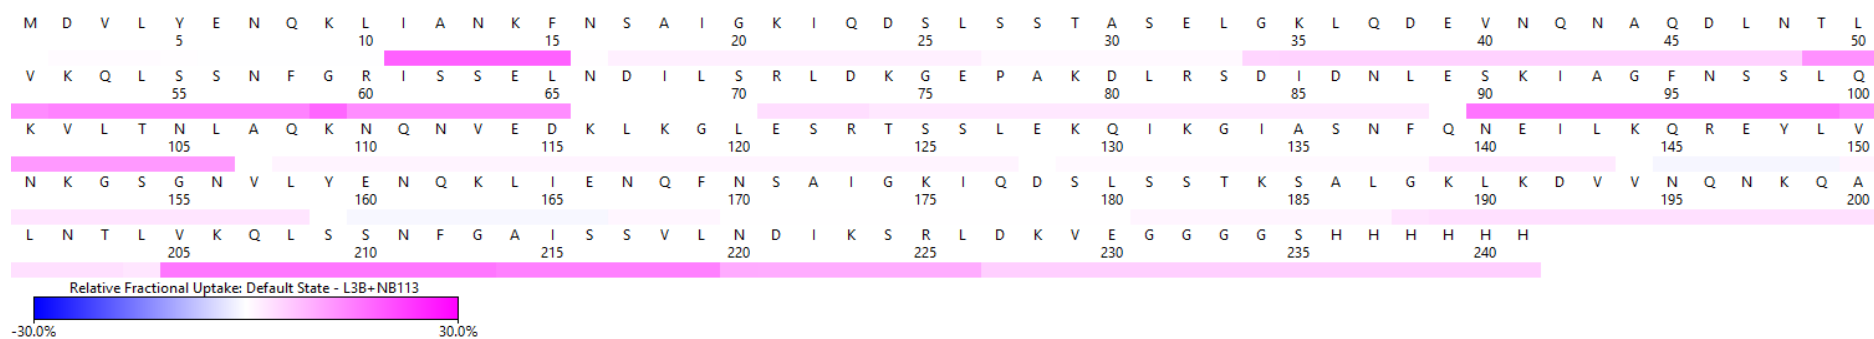 M D V L Y E N Q K L I A N K F N S A I G K I Q D S L S S T A S E L G K L Q D E V N Q N A Q D L N T L
5 10 15 20 25 30 35 40 45 50
V K Q L S S N F G R I S S E L N D I L S R L D K G E P A K D L R S D I D N L E S K I A G F N S S L Q
55 60 65 70 75 80 85 90 95 100
K V L T N L A Q K N Q N V E D K L K G L E S R T S S L E K Q I K G I A S N F Q N E I L K Q R E Y L V
105 110 115 120 125 130 135 140 145 150
N K G S G N V L Y E N Q K L I E N Q F N S A I G K I Q D S L S S T K S A L G K L K D V V N Q N K Q A
155 160 165 170 175 180 185 190 195 200
L N T L V K Q L S S N F G A I S S V L N D I K S R L D K V E G G G G S H H H H H H
205 210 215 220 225 230 235 240
Relative Fractional Uptake: Default State - L3B+NB113
-30.0% 30.0%